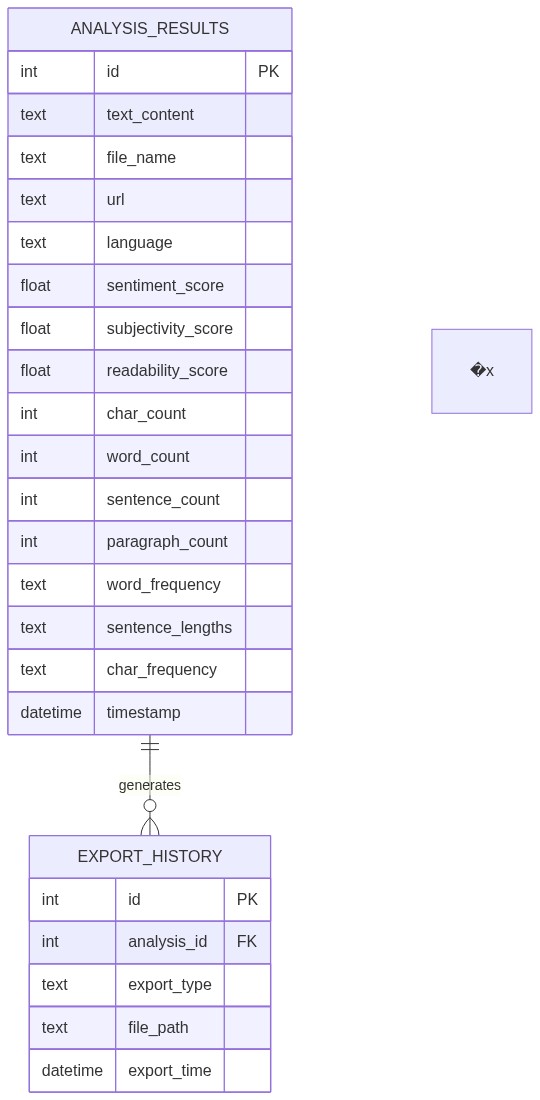 ANALYSIS_RESULTS
int id PK
text text_content
text file_name
text url
text language
float sentiment_score
float subjectivity_score
float readability_score
int char_count
int word_count
int sentence_count
int paragraph_count
text word_frequency
text sentence_lengths
text char_frequency
datetime timestamp
�x
generates
EXPORT_HISTORY
int id PK
int analysis_id FK
text export_type
text file_path
datetime export_time